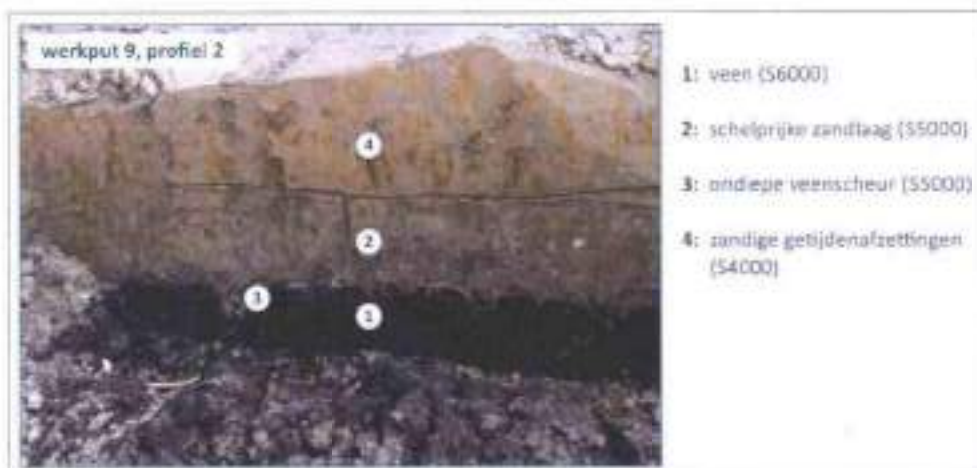 werkput 9, profiel 2
1: veen (S6000)
2: schelprijke zandlaag (S5000)
3: ondiepe veenscheur (S5000)
4: zandige getijdenafzettingen
(S4000)
4
2
3
1